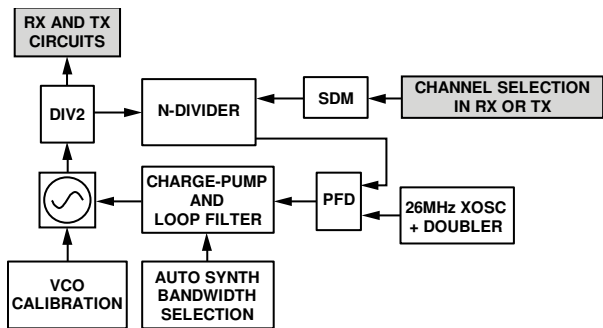 RX AND TX
CIRCUITS
DIV2
N-DIVIDER
SDM
CHANNEL SELECTION
IN RX OR TX
CHARGE-PUMP
AND
LOOP FILTER
PFD
26MHz XOSC
+ DOUBLER
VCO
CALIBRATION
AUTO SYNTH
BANDWIDTH
SELECTION